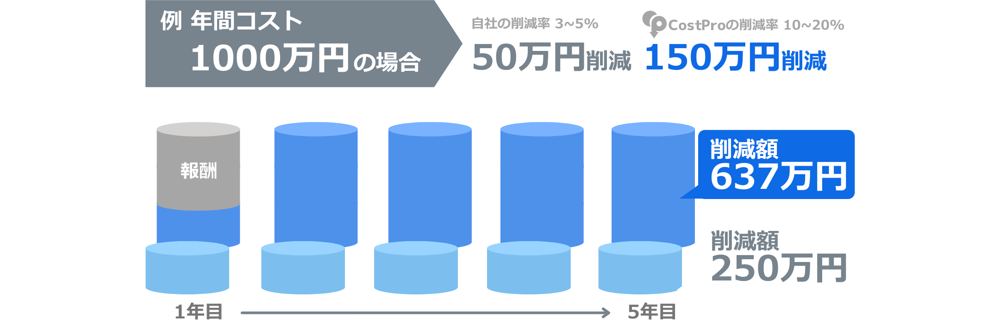 例 年間コスト
1000万円の場合
自社の削減率 3~5%
50万円削減
CostProの削減率 10~20%
150万円削減
報酬
削減額
637万円
削減額
250万円
1年目
5年目